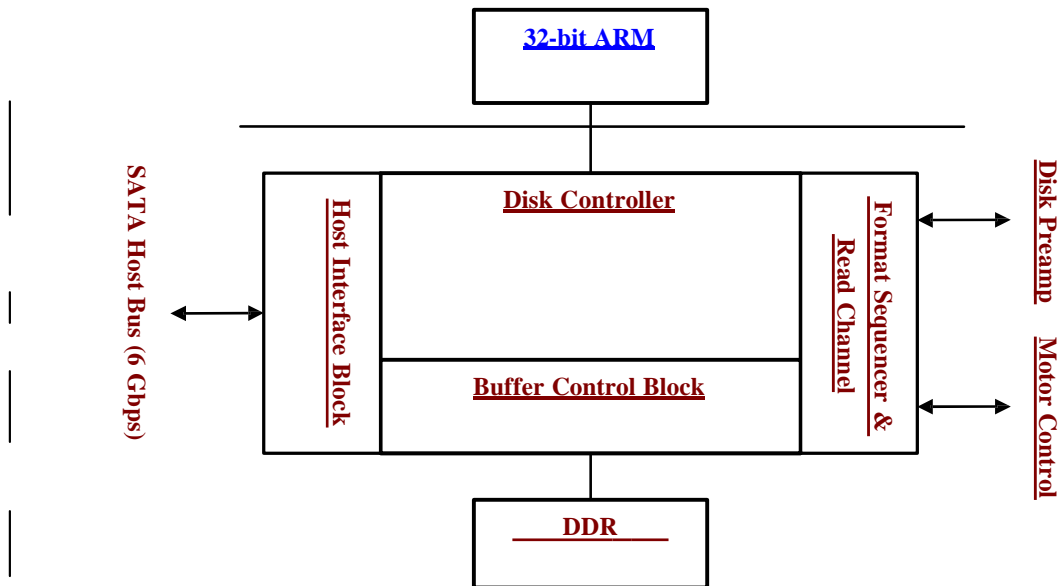 32-bit ARM
SATA Host Bus (6 Gbps)
Host Interface Block
Disk Controller
Buffer Control Block
Format Sequencer &
Read Channel
Disk Preamp
Motor Control
DDR